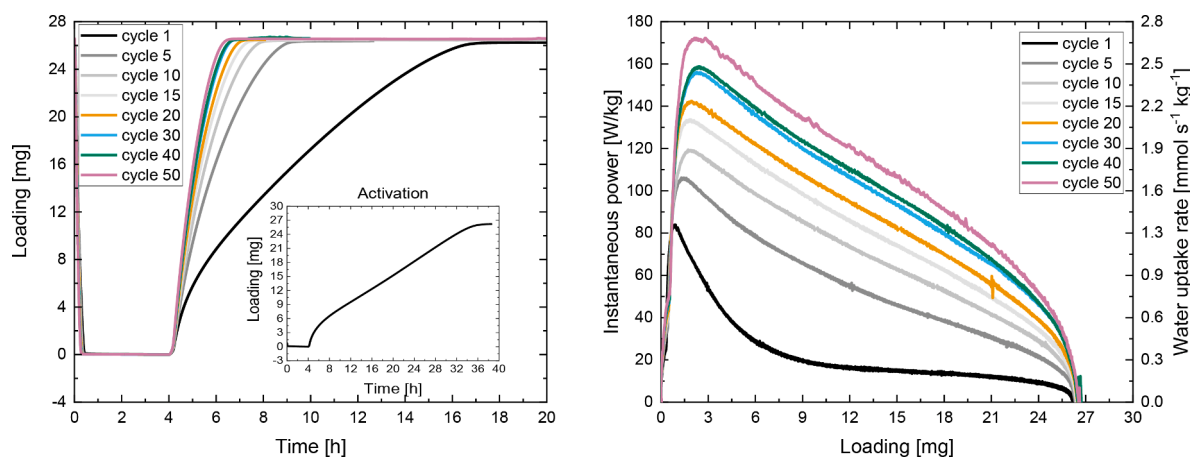 28
24
20
16
12
8
4
0
-4
Loading [mg]
cycle 1
cycle 5
cycle 10
cycle 15
cycle 20
cycle 30
cycle 40
cycle 50
Activation
30
27
24
21
18
15
12
9
6
3
0
-3
Loading [mg]
0 4 8 12 16 20 24 28 32 36 40
Time [h]
0 2 4 6 8 10 12 14 16 18 20
Time [h]
180
160
140
120
100
80
60
40
20
0
Instantaneous power [W/kg]
cycle 1
cycle 5
cycle 10
cycle 15
cycle 20
cycle 30
cycle 40
cycle 50
2.8
2.5
2.2
1.9
1.6
1.3
0.9
0.6
0.3
0.0
Water uptake rate [mmol s⁻¹ kg⁻¹]
0 3 6 9 12 15 18 21 24 27 30
Loading [mg]